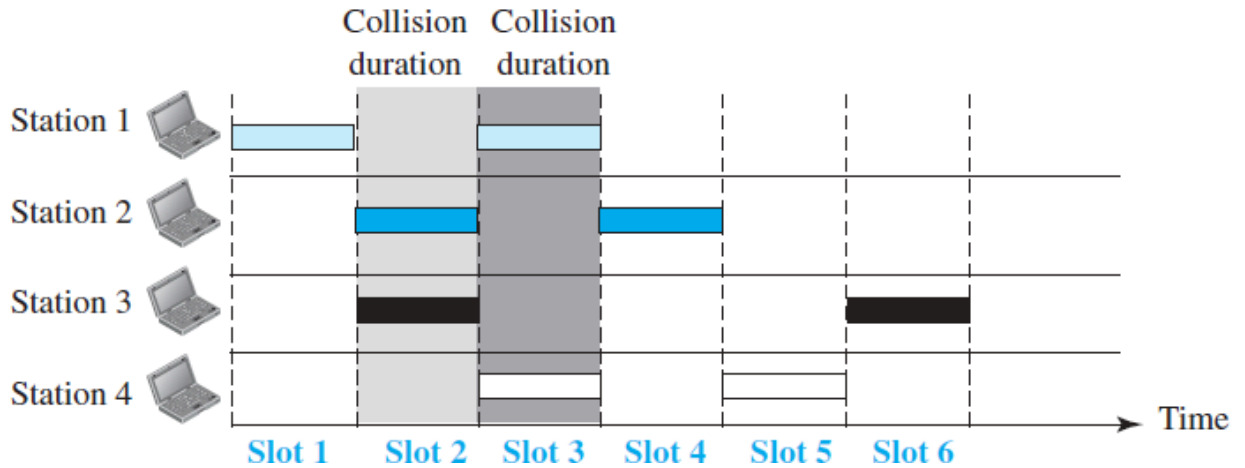 Collision Collision
duration duration
Station 1
Station 2
Station 3
Station 4
Time
Slot 1 Slot 2 Slot 3 Slot 4 Slot 5 Slot 6